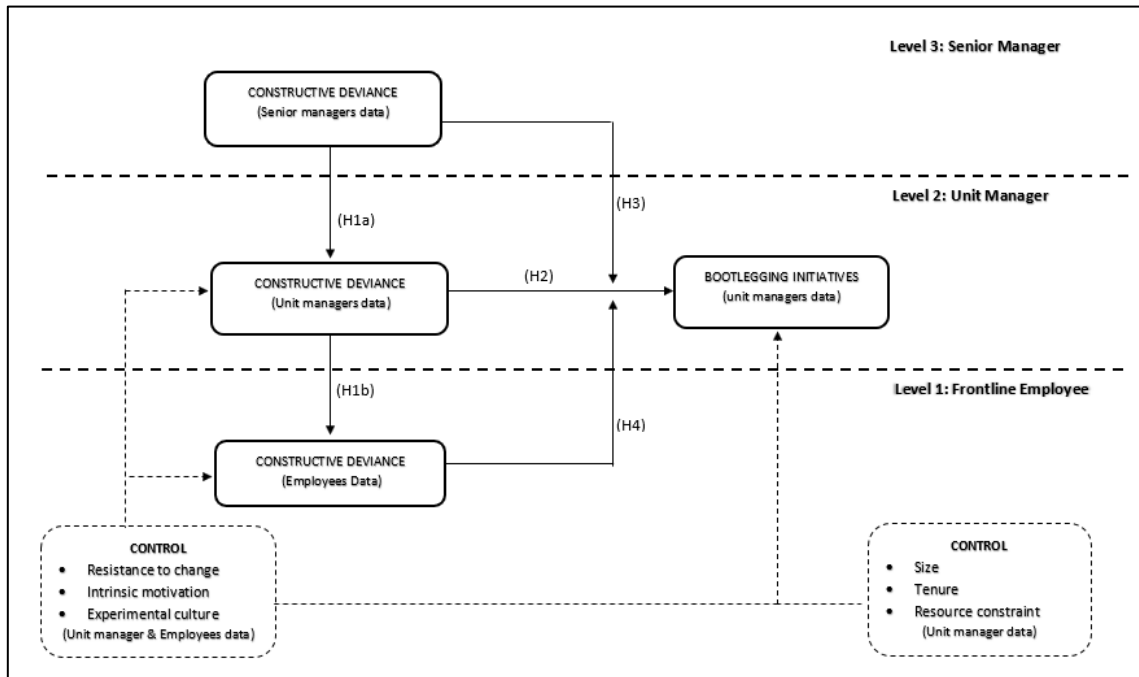 Level 3: Senior Manager
CONSTRUCTIVE DEVIANCE
(Senior managers data)
Level 2: Unit Manager
(H3)
(H1a)
CONSTRUCTIVE DEVIANCE
(Unit managers data)
(H2)
BOOTLEGGING INITIATIVES
(unit managers data)
(H1b)
Level 1: Frontline Employee
(H4)
CONSTRUCTIVE DEVIANCE
(Employees Data)
CONTROL
• Resistance to change
• Intrinsic motivation
• Experimental culture
(Unit manager & Employees data)
CONTROL
• Size
• Tenure
• Resource constraint
(Unit manager data)